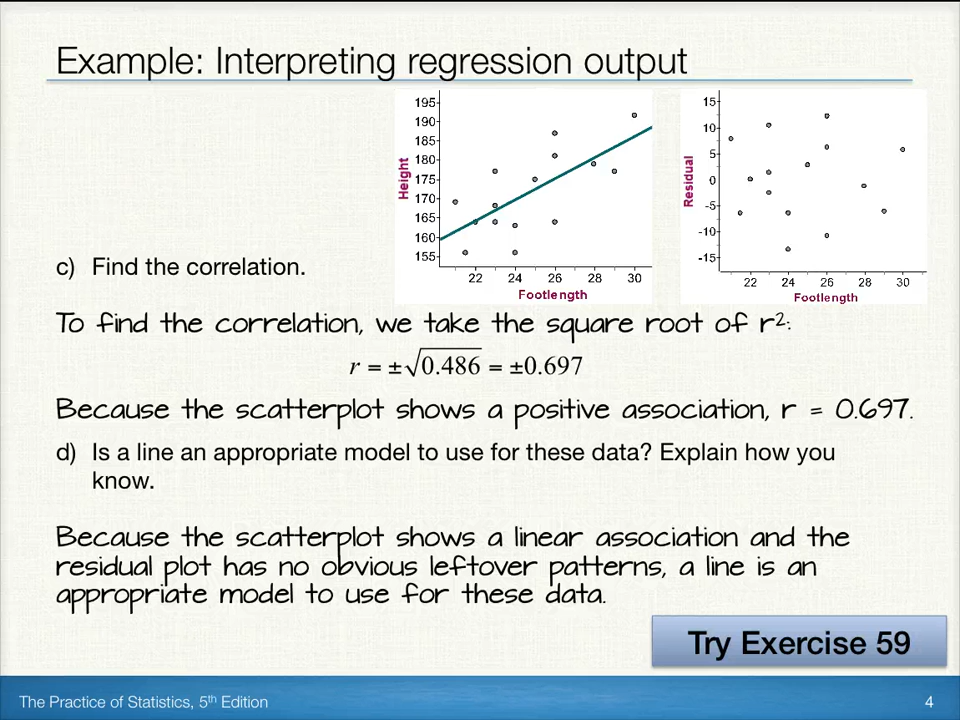 Example: Interpreting regression output
195
190
185
180
175
170
165
160
155
Height
22 24 26 28 30
Footlength
15
10
5
0
-5
-10
-15
Residual
22 24 26 28 30
Footlength
c) Find the correlation.
To find the correlation, we take the square root of r²:
r = ±√0.486 = ±0.697
Because the scatterplot shows a positive association, r = 0.697.
d) Is a line an appropriate model to use for these data? Explain how you
know.
Because the scatterplot shows a linear association and the
residual plot has no obvious leftover patterns, a line is an
appropriate model to use for these data.
Try Exercise 59
The Practice of Statistics, 5th Edition
4